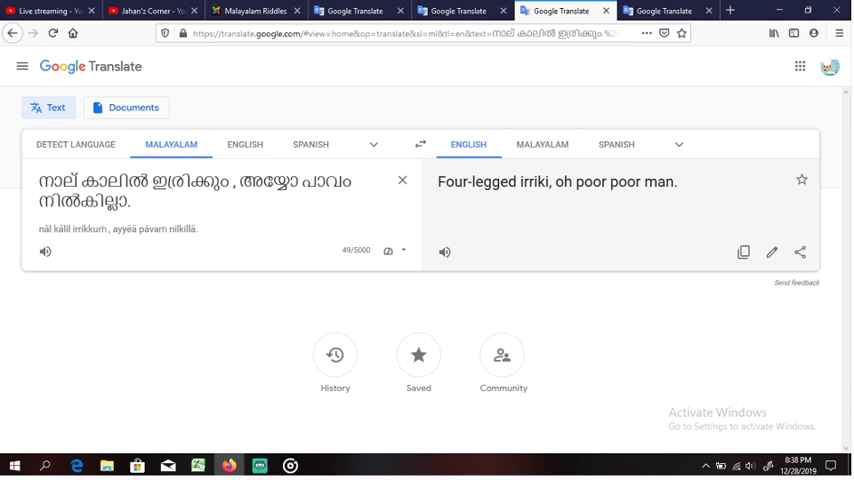 Live streaming - Yo
Jahan'z Corner - Yo
Malayalam Riddles
Google Translate
Google Translate
Google Translate
Google Translate
https://translate.google.com/#view=home&op=translate&sl=ml&tl=en&text=നാല് കാലിൽ ഇരിക്കും %2
Google Translate
Text
Documents
DETECT LANGUAGE
MALAYALAM
ENGLISH
SPANISH
ENGLISH
MALAYALAM
SPANISH
നാല് കാലിൽ ഇരിക്കും , അയ്യോ പാവം
നിൽകില്ലാ.
nāl kālil irrikkuṁ , ayyēā pāvaṁ nilkillā.
49/5000
Four-legged irriki, oh poor poor man.
Send feedback
History
Saved
Community
Activate Windows
Go to Settings to activate Windows.
8:38 PM
12/28/2019